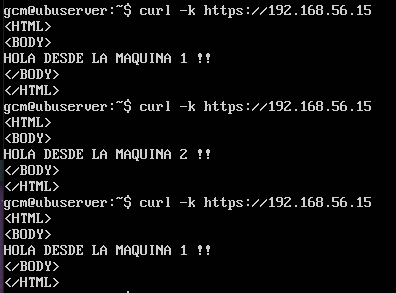 gcm@ubuserver:~$ curl -k https://192.168.56.15
<HTML>
<BODY>
HOLA DESDE LA MAQUINA 1 !!
</BODY>
</HTML>
gcm@ubuserver:~$ curl -k https://192.168.56.15
<HTML>
<BODY>
HOLA DESDE LA MAQUINA 2 !!
</BODY>
</HTML>
gcm@ubuserver:~$ curl -k https://192.168.56.15
<HTML>
<BODY>
HOLA DESDE LA MAQUINA 1 !!
</BODY>
</HTML>